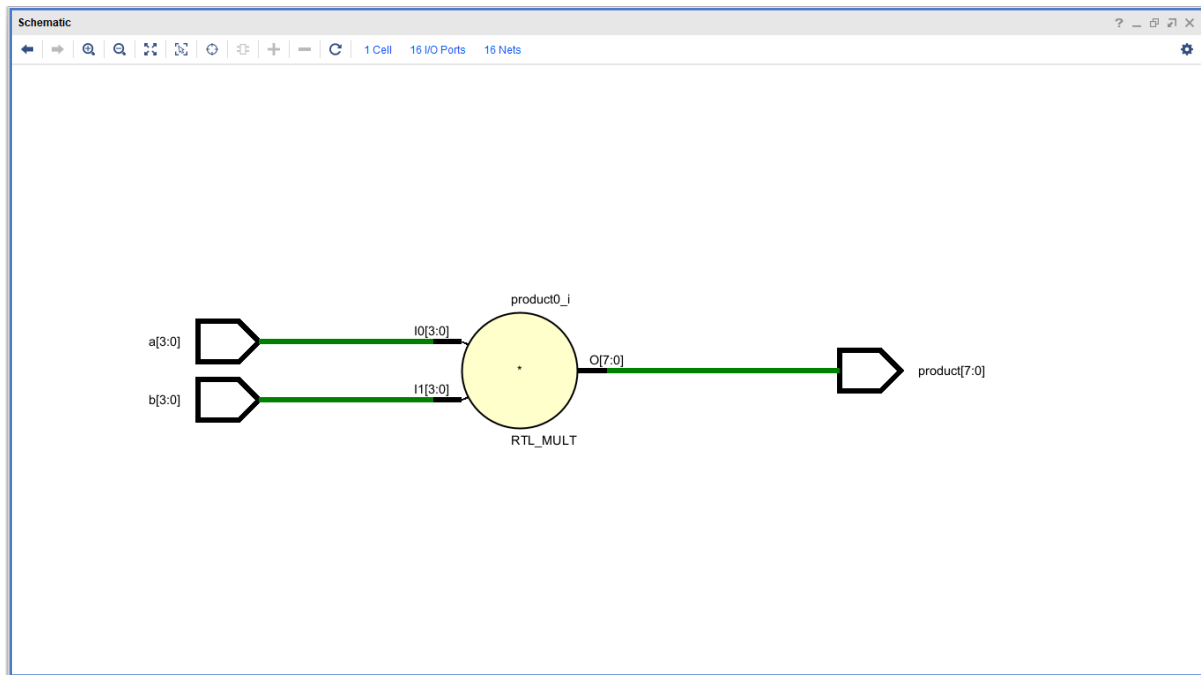 Schematic
1 Cell 16 I/O Ports 16 Nets
product0_i
a[3:0] I0[3:0]
O[7:0] product[7:0]
*
b[3:0] I1[3:0]
RTL_MULT